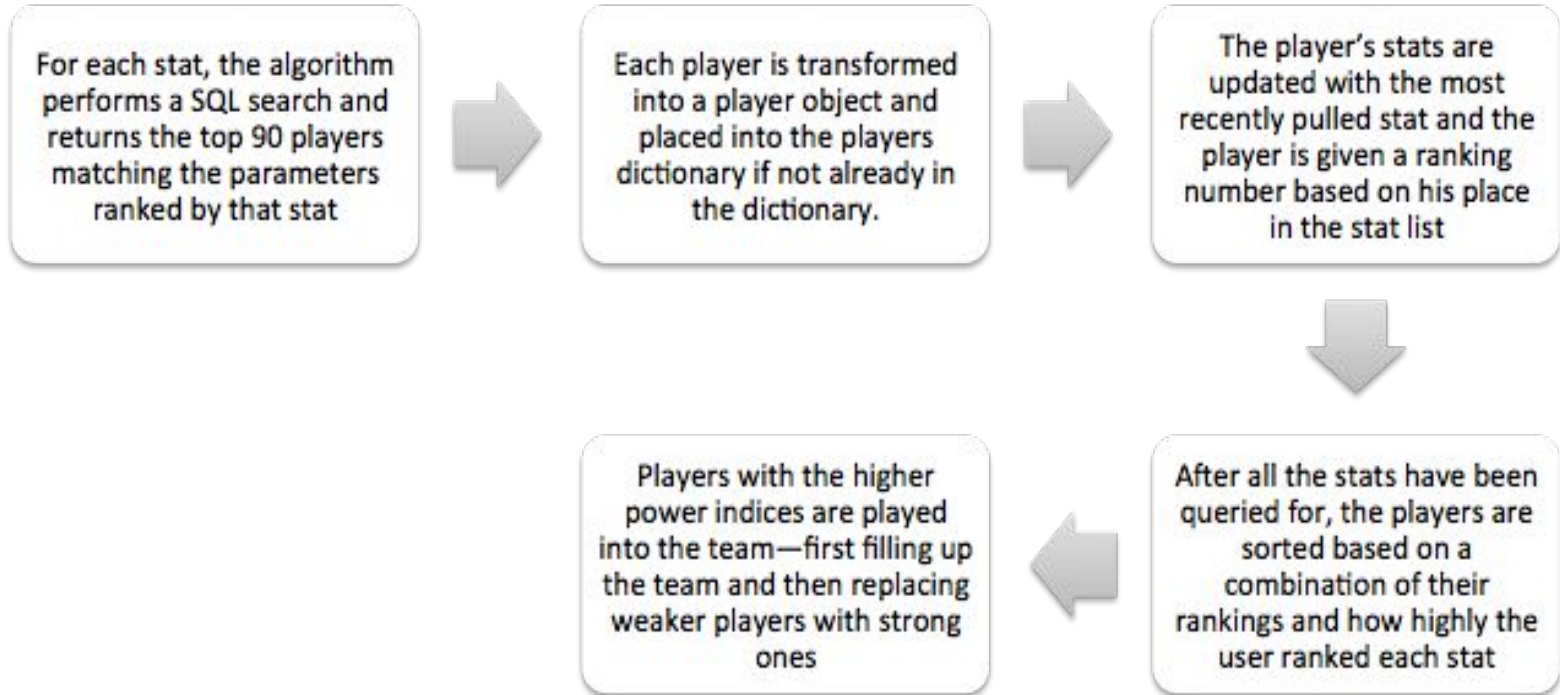 For each stat, the algorithm
performs a SQL search and
returns the top 90 players
matching the parameters
ranked by that stat
Each player is transformed
into a player object and
placed into the players
dictionary if not already in
the dictionary.
The player’s stats are
updated with the most
recently pulled stat and the
player is given a ranking
number based on his place
in the stat list
After all the stats have been
queried for, the players are
sorted based on a
combination of their
rankings and how highly the
user ranked each stat
Players with the higher
power indices are played
into the team—first filling up
the team and then replacing
weaker players with strong
ones